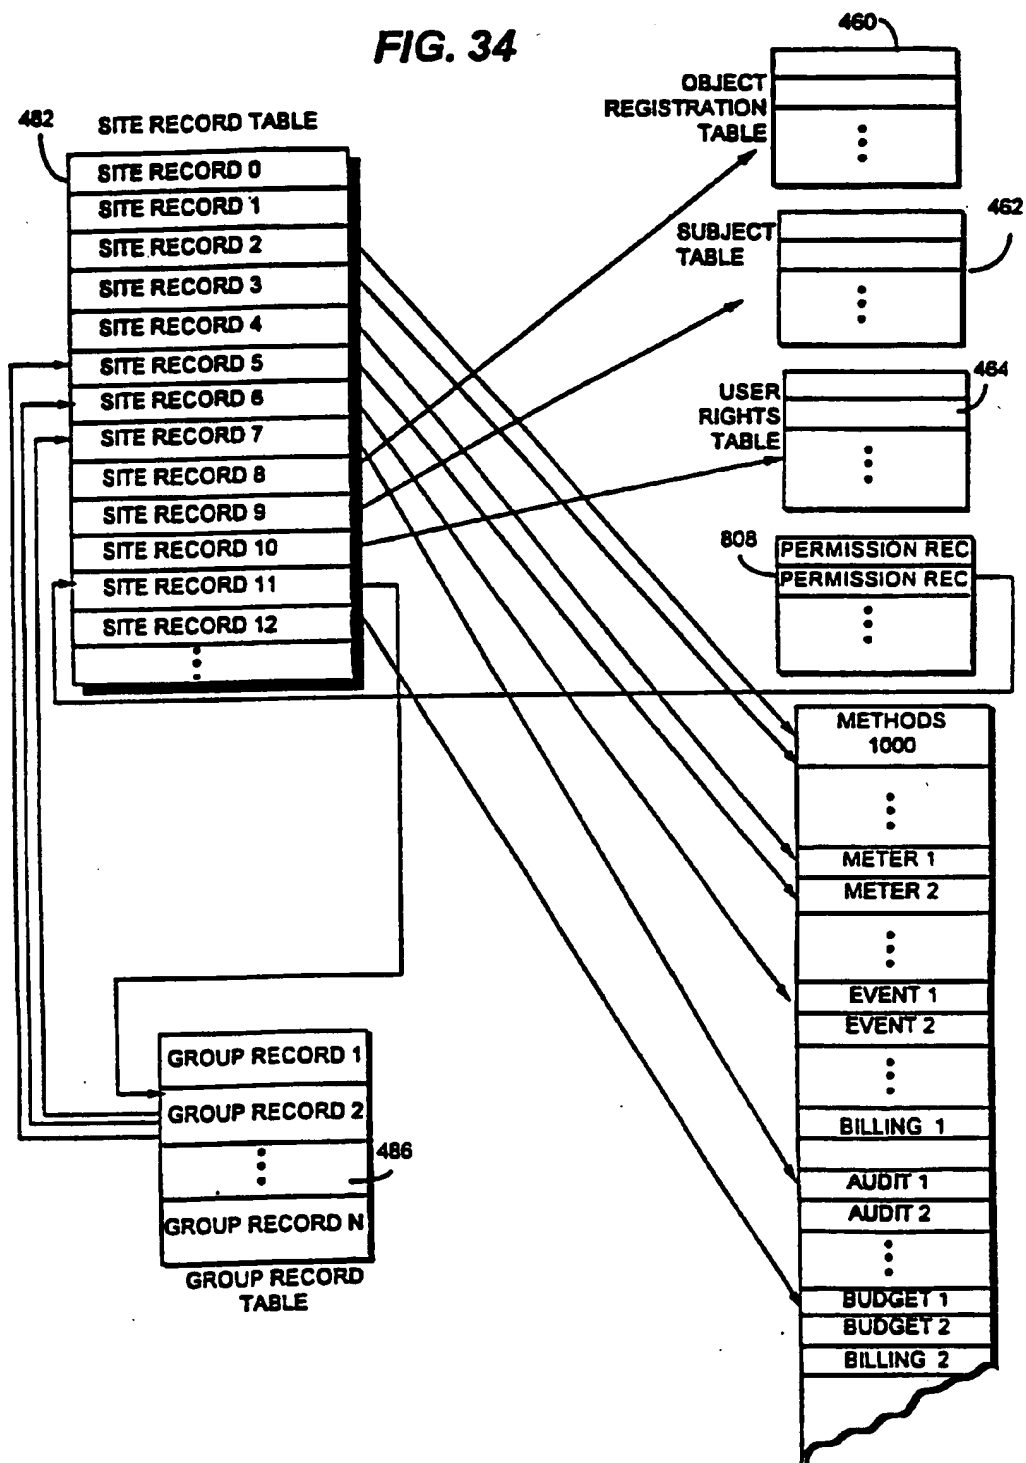 FIG. 34
460
OBJECT
REGISTRATION
TABLE
482
SITE RECORD TABLE
SITE RECORD 0
SITE RECORD 1
SITE RECORD 2
SITE RECORD 3
SITE RECORD 4
SITE RECORD 5
SITE RECORD 6
SITE RECORD 7
SITE RECORD 8
SITE RECORD 9
SITE RECORD 10
SITE RECORD 11
SITE RECORD 12
462
SUBJECT
TABLE
464
USER
RIGHTS
TABLE
808
PERMISSION REC
PERMISSION REC
METHODS
1000
METER 1
METER 2
EVENT 1
EVENT 2
BILLING 1
AUDIT 1
AUDIT 2
BUDGET 1
BUDGET 2
BILLING 2
GROUP RECORD 1
GROUP RECORD 2
486
GROUP RECORD N
GROUP RECORD
TABLE